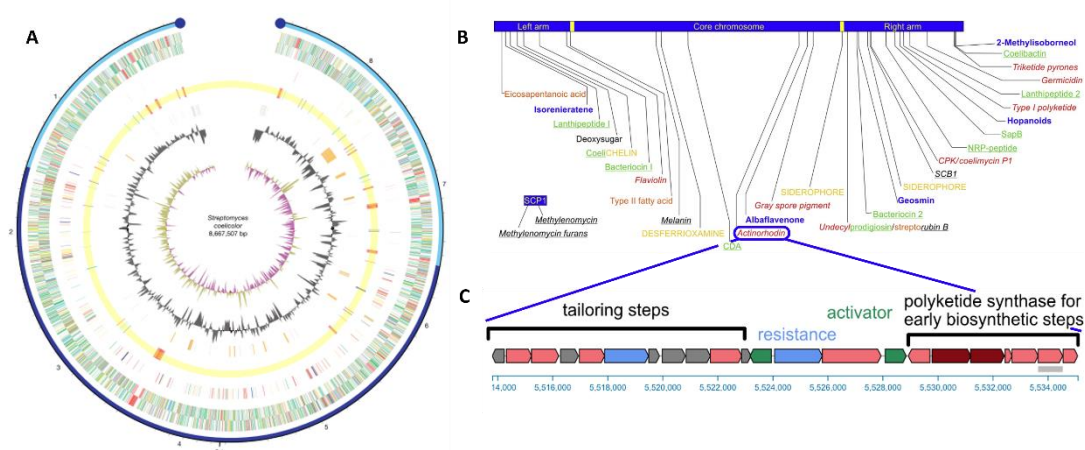 A
8
1
7
2
Streptomyces
coelicolor
8,667,507 bp
6
3
5
4
B
Left arm
Core chromosome
Right arm
2-Methylisoborneol
Coelibactin
Triketide pyrones
Germicidin
Lanthipeptide 2
Type I polyketide
Hopanoids
SapB
NRP-peptide
CPK/coelimycin P1
SCB1
SIDEROPHORE
Geosmin
Bacteriocin 2
Undecylprodigiosin/streptorubin B
Eicosapentanoic acid
Isorenieratene
Lanthipeptide I
Deoxysugar
CoeliCHELIN
Bacteriocin I
Flaviolin
Type II fatty acid
SCP1
Methylenomycin
Methylenomycin furans
Melanin
DESFERRIOXAMINE
SIDEROPHORE
Gray spore pigment
Albaflavenone
Actinorhodin
CDA
C
tailoring steps
resistance
activator
polyketide synthase for
early biosynthetic steps
14,000
5,516,000
5,518,000
5,520,000
5,522,000
5,524,000
5,526,000
5,528,000
5,530,000
5,532,000
5,534,000